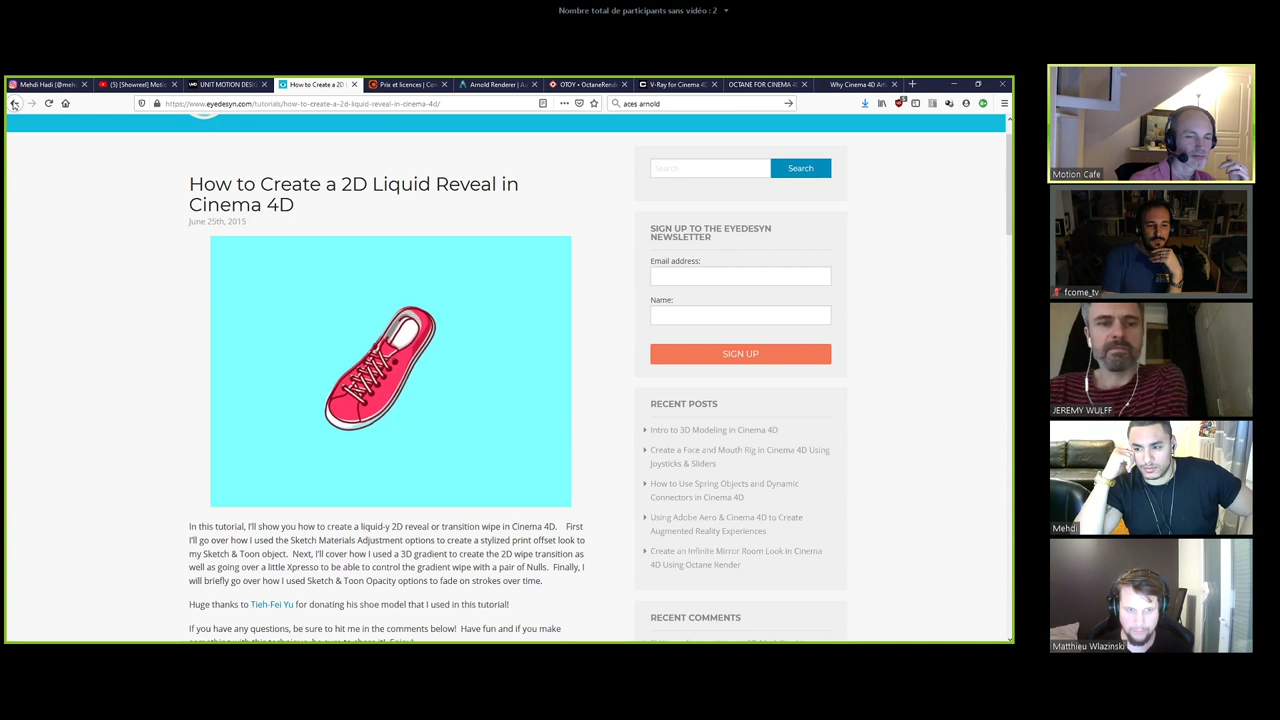 Nombre total de participants sans vidéo : 2
Mehdi Hadi (@meh
(5) [Showreel] Motio
UNIT MOTION DESI
How to Create a 2D
Prix et licences | Con
Arnold Renderer | A
OTOY • OctaneRend
V-Ray for Cinema 4D
OCTANE FOR CINEMA 4D
Why Cinema 4D Arti
https://www.eyedesyn.com/tutorials/how-to-create-a-2d-liquid-reveal-in-cinema-4d/
aces arnold
How to Create a 2D Liquid Reveal in
Cinema 4D
June 25th, 2015
In this tutorial, I'll show you how to create a liquid-y 2D reveal or transition wipe in Cinema 4D. First
I'll go over how I used the Sketch Materials Adjustment options to create a stylized print offset look to
my Sketch & Toon object. Next, I'll cover how I used a 3D gradient to create the 2D wipe transition as
well as going over a little Xpresso to be able to control the gradient wipe with a pair of Nulls. Finally, I
will briefly go over how I used Sketch & Toon Opacity options to fade on strokes over time.
Huge thanks to Tieh-Fei Yu for donating his shoe model that I used in this tutorial!
If you have any questions, be sure to hit me in the comments below! Have fun and if you make
Search
Search
SIGN UP TO THE EYEDESYN
NEWSLETTER
Email address:
Name:
SIGN UP
RECENT POSTS
Intro to 3D Modeling in Cinema 4D
Create a Face and Mouth Rig in Cinema 4D Using
Joysticks & Sliders
How to Use Spring Objects and Dynamic
Connectors in Cinema 4D
Using Adobe Aero & Cinema 4D to Create
Augmented Reality Experiences
Create an Infinite Mirror Room Look in Cinema
4D Using Octane Render
RECENT COMMENTS
Motion Cafe
fcome_tv
JEREMY WULFF
Mehdi
Matthieu Wlazinski